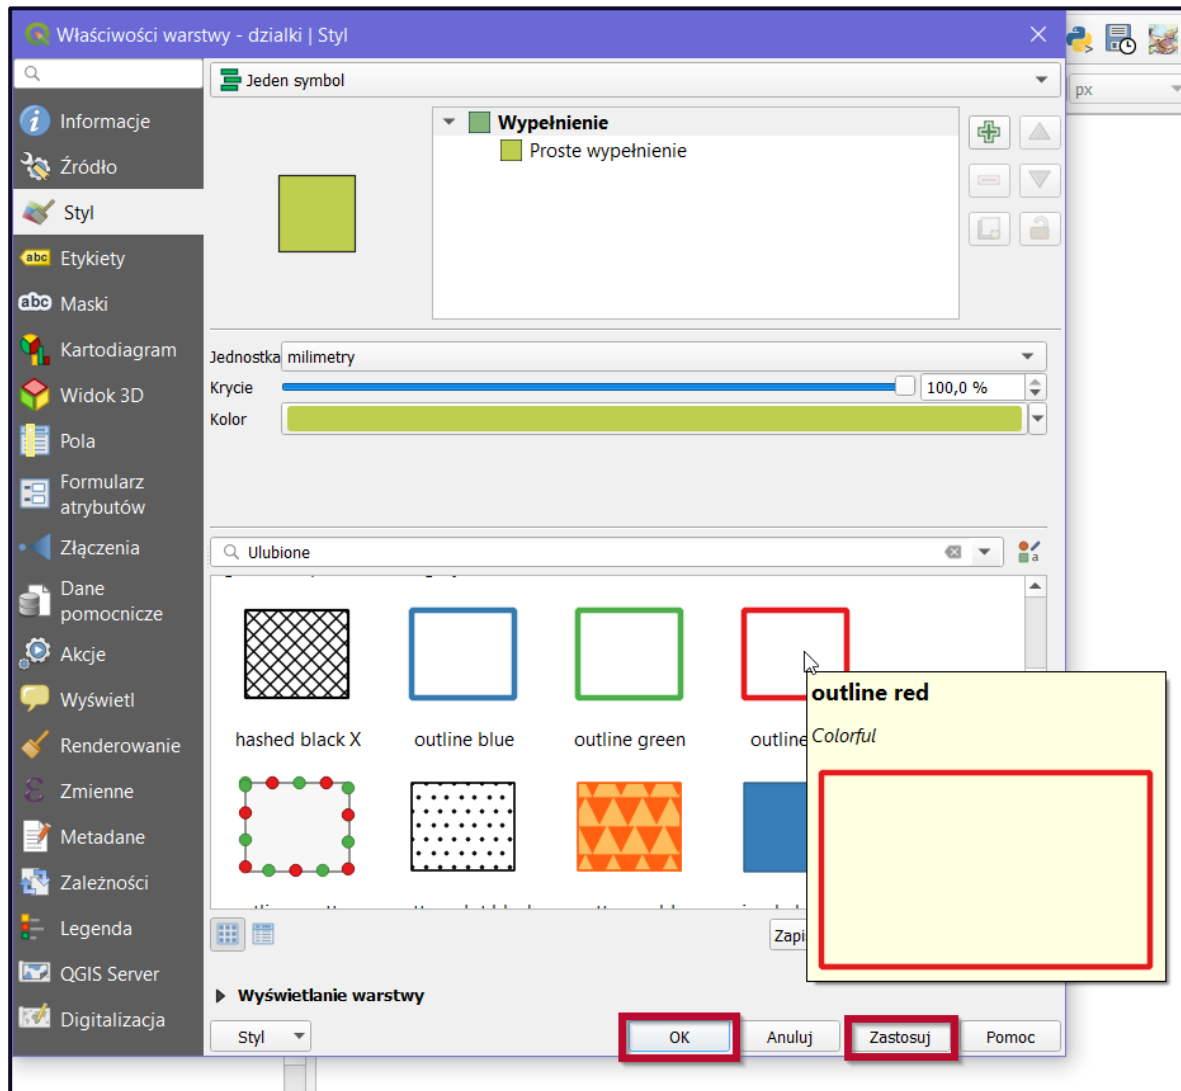 Właściwości warstwy - dzialki | Styl
px
Jeden symbol
Informacje
Źródło
Styl
Etykiety
abc
Maski
abc
Kartodiagram
Widok 3D
Pola
Formularz
atrybutów
Złączenia
Dane
pomocnicze
Akcje
Wyświetl
Renderowanie
Zmienne
Metadane
Zależności
Legenda
QGIS Server
Digitalizacja
Wypełnienie
Proste wypełnienie
Jednostka milimetry
Krycie 100,0 %
Kolor
Ulubione
hashed black X outline blue outline green outline
outline red
Colorful
Zapi
Wyświetlanie warstwy
Styl OK Anuluj Zastosuj Pomoc